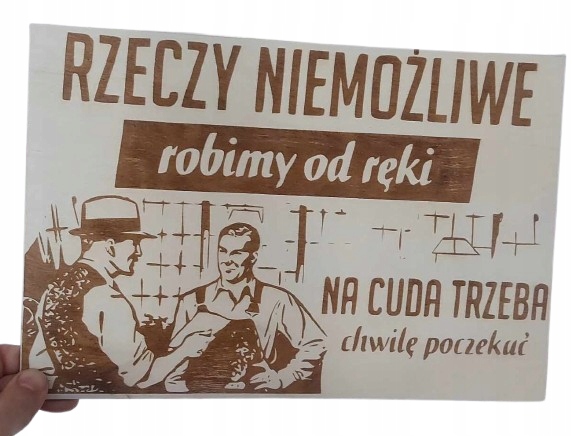 RZECZY NIEMOŻLIWE
robimy od ręki
NA CUDA TRZEBA
chwilę poczekać